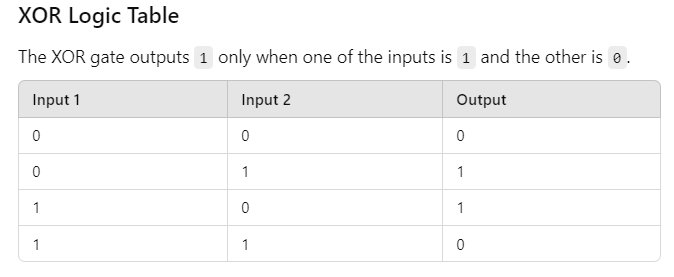 XOR Logic Table
The XOR gate outputs 1 only when one of the inputs is 1 and the other is 0.
Input 1 Input 2 Output
0 0 0
0 1 1
1 0 1
1 1 0